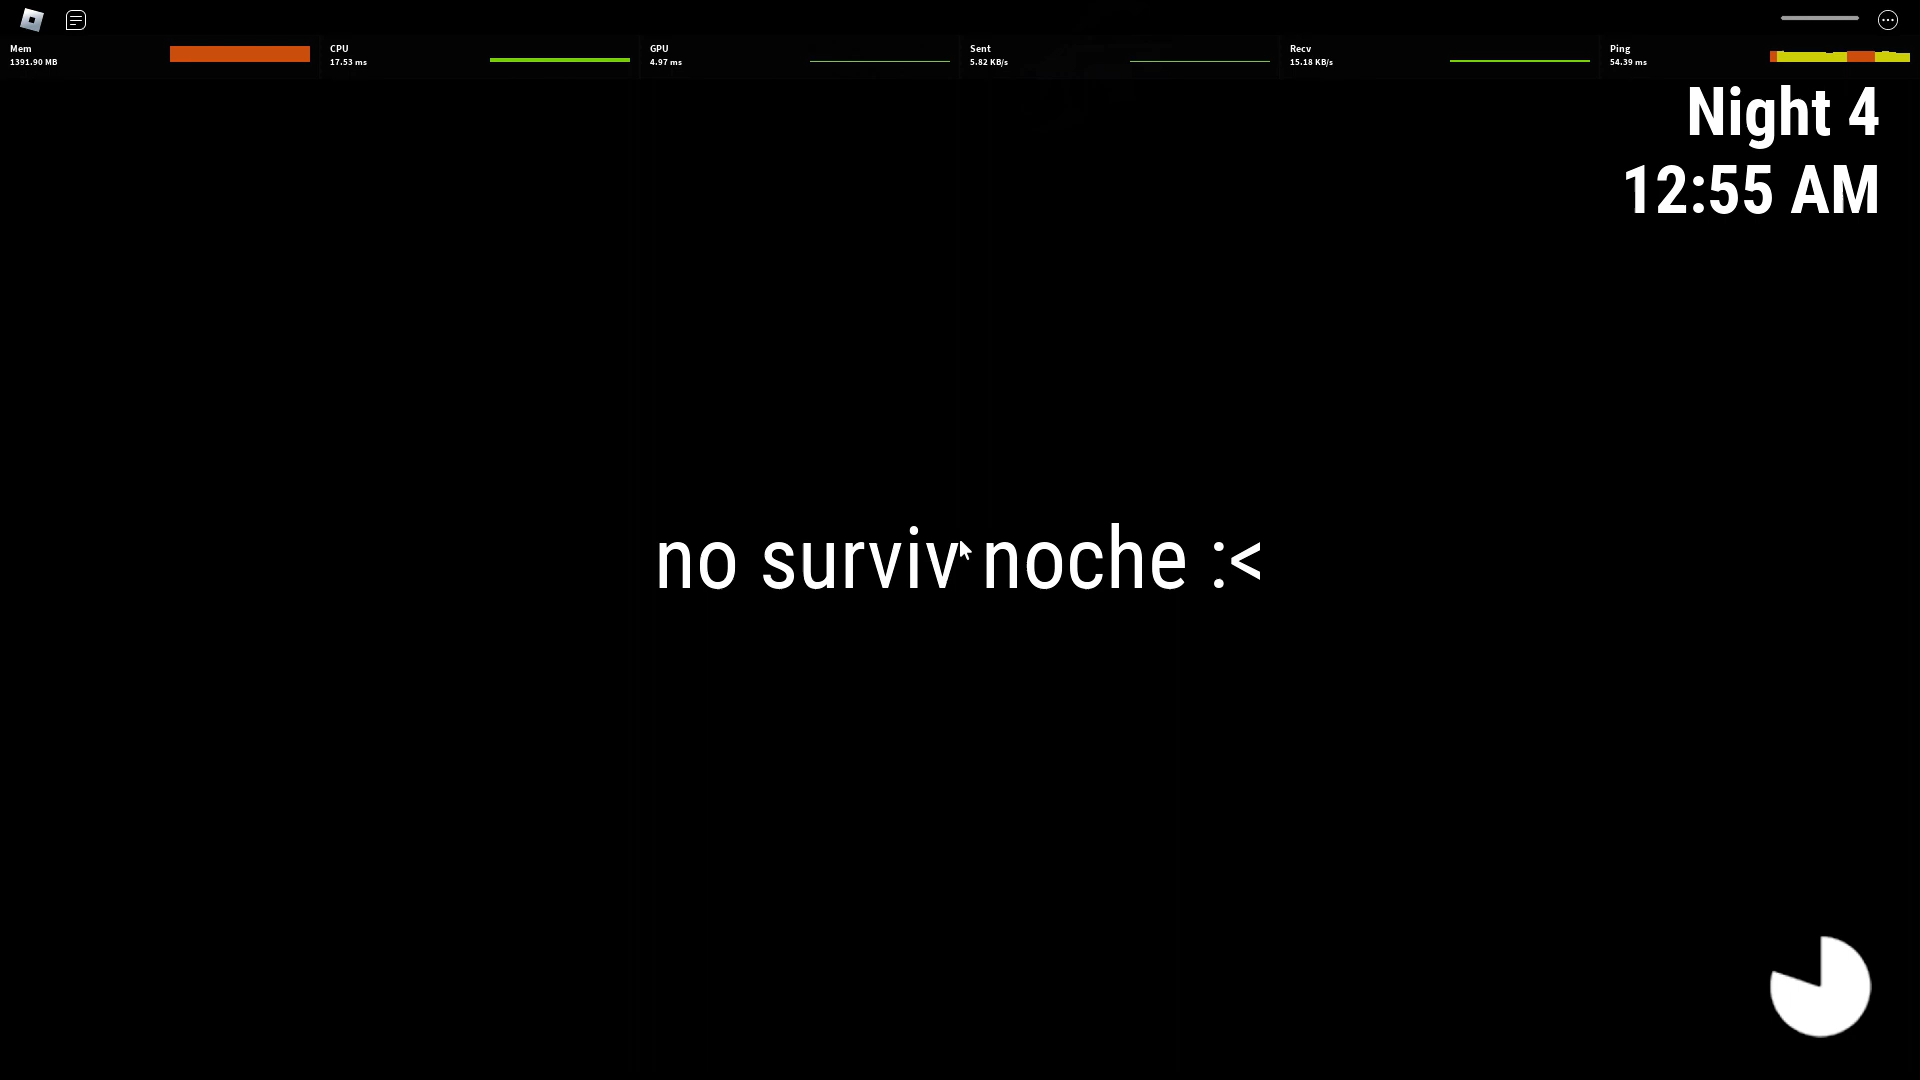 Mem
1391.90 MB
CPU
17.53 ms
GPU
4.97 ms
Sent
5.82 KB/s
Recv
15.18 KB/s
Ping
54.39 ms
Night 4
12:55 AM
no surviv noche :<